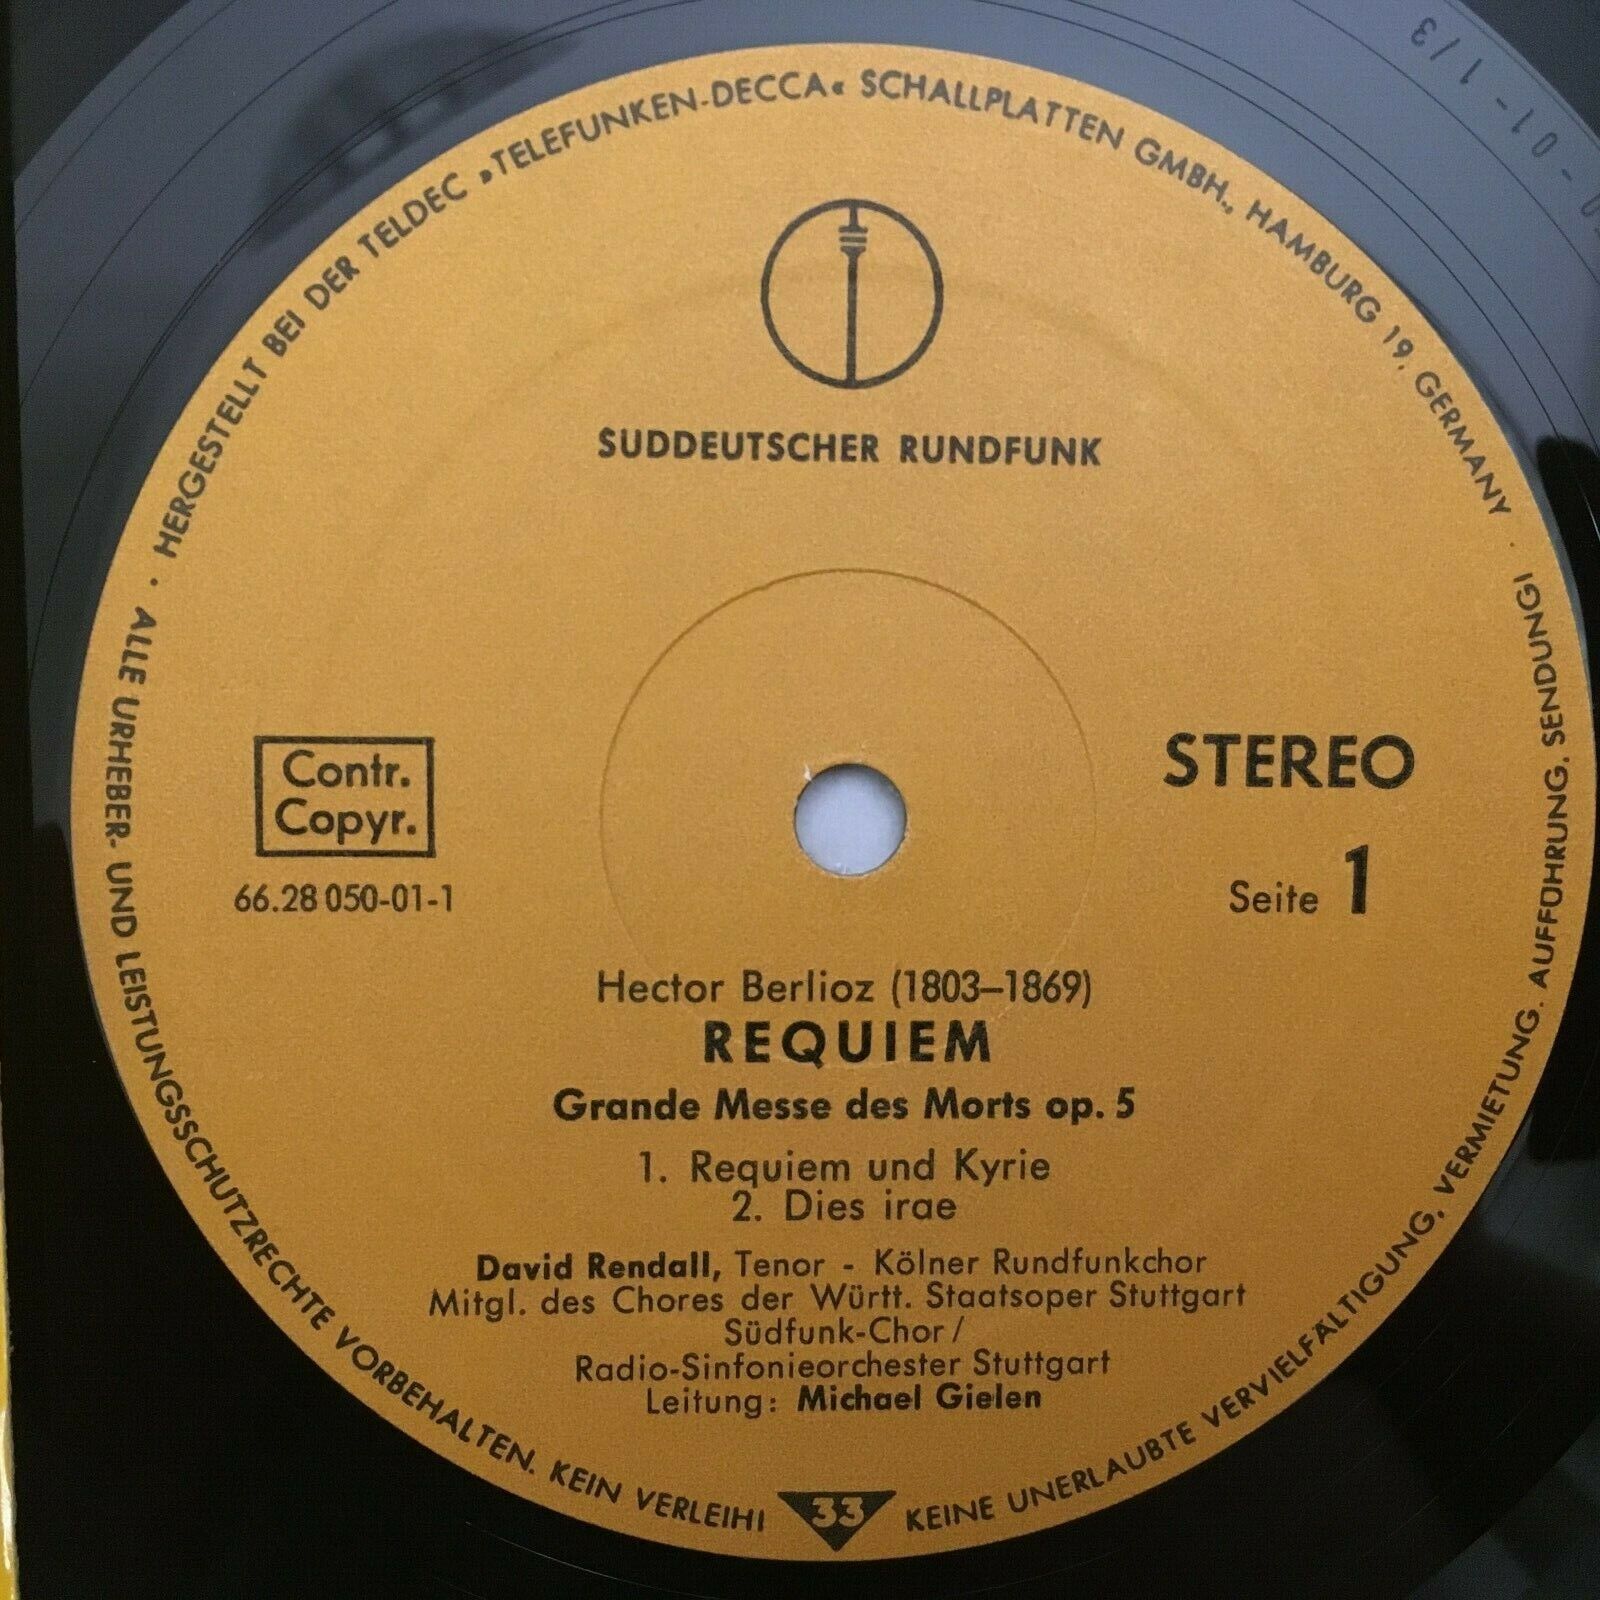 HERGESTELLT BEI DER TELDEC »TELEFUNKEN-DECCA« SCHALLPLATTEN GMBH., HAMBURG 19, GERMANY ·
SUDDEUTSCHER RUNDFUNK
Contr.
Copyr.
66.28 050-01-1
STEREO
Seite 1
Hector Berlioz (1803–1869)
REQUIEM
Grande Messe des Morts op. 5
1. Requiem und Kyrie
2. Dies irae
David Rendall, Tenor - Kölner Rundfunkchor
Mitgl. des Chores der Württ. Staatsoper Stuttgart
Südfunk-Chor /
Radio-Sinfonieorchester Stuttgart
Leitung: Michael Gielen
· ALLE URHEBER- UND LEISTUNGSSCHUTZRECHTE VORBEHALTEN. KEIN VERLEIH!
33
KEINE UNERLAUBTE VERVIELFÄLTIGUNG, VERMIETUNG. AUFFÜHRUNG, SENDUNG!
01-1/3